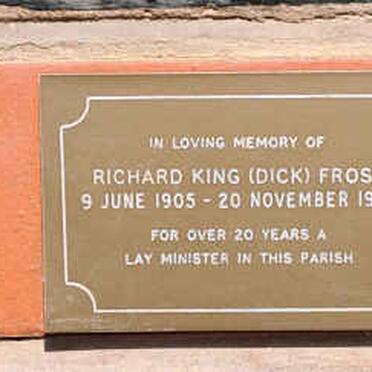 IN LOVING MEMORY OF
RICHARD KING (DICK) FROS
9 JUNE 1905 - 20 NOVEMBER 19
FOR OVER 20 YEARS A
LAY MINISTER IN THIS PARISH